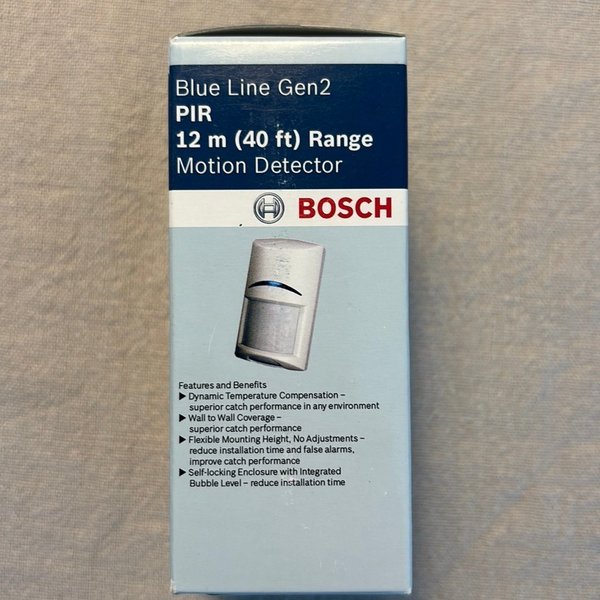 Blue Line Gen2
PIR
12 m (40 ft) Range
Motion Detector
BOSCH
Features and Benefits
▶ Dynamic Temperature Compensation –
superior catch performance in any environment
▶ Wall to Wall Coverage –
superior catch performance
▶ Flexible Mounting Height, No Adjustments –
reduce installation time and false alarms,
improve catch performance
▶ Self-locking Enclosure with Integrated
Bubble Level – reduce installation time